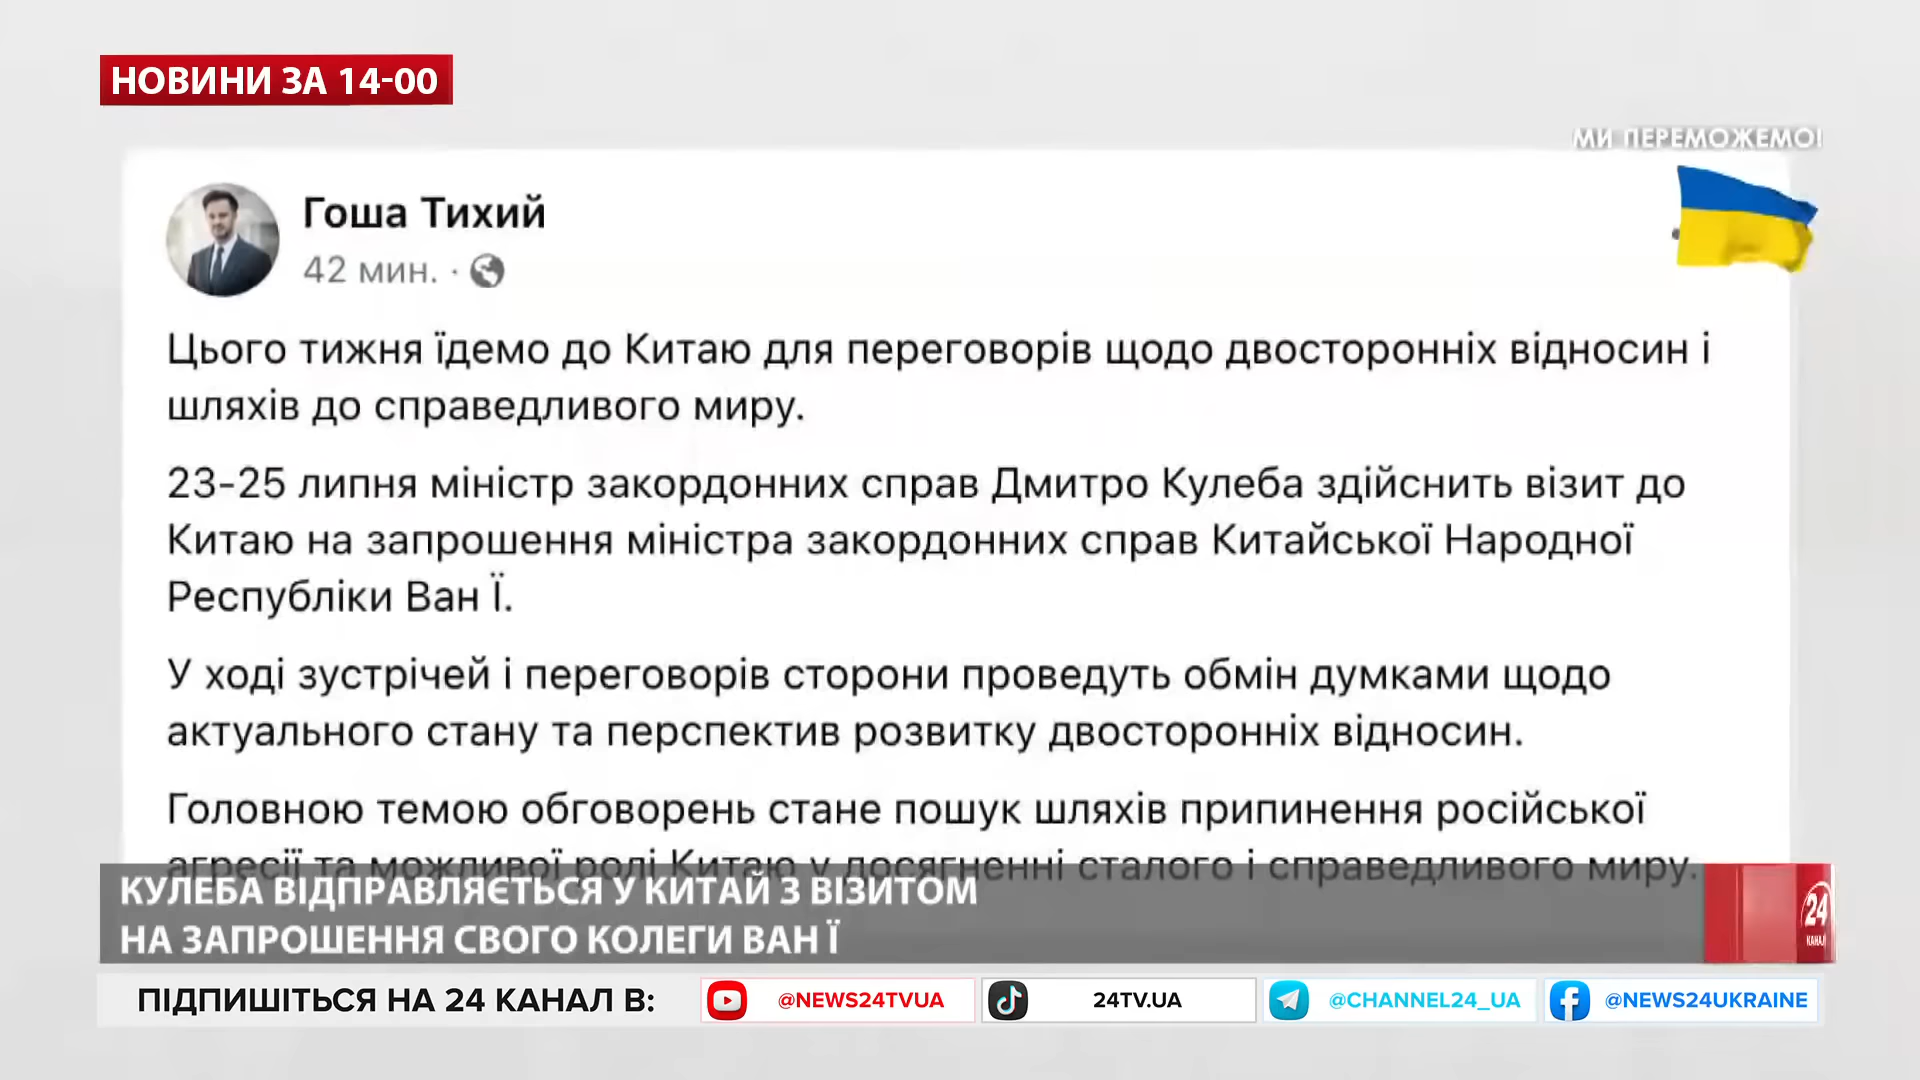 НОВИНИ ЗА 14-00
МИ ПЕРЕМОЖЕМО!
Гоша Тихий
42 мин. ·
Цього тижня їдемо до Китаю для переговорів щодо двосторонніх відносин і
шляхів до справедливого миру.
23-25 липня міністр закордонних справ Дмитро Кулеба здійснить візит до
Китаю на запрошення міністра закордонних справ Китайської Народної
Республіки Ван Ї.
У ході зустрічей і переговорів сторони проведуть обмін думками щодо
актуального стану та перспектив розвитку двосторонніх відносин.
Головною темою обговорень стане пошук шляхів припинення російської
агресії та можливої ролі Китаю у досягненні сталого і справедливого миру.
КУЛЕБА ВІДПРАВЛЯЄТЬСЯ У КИТАЙ З ВІЗИТОМ
НА ЗАПРОШЕННЯ СВОГО КОЛЕГИ ВАН Ї
24
КАНАЛ
ПІДПИШІТЬСЯ НА 24 КАНАЛ В:
@NEWS24TVUA
24TV.UA
@CHANNEL24_UA
@NEWS24UKRAINE